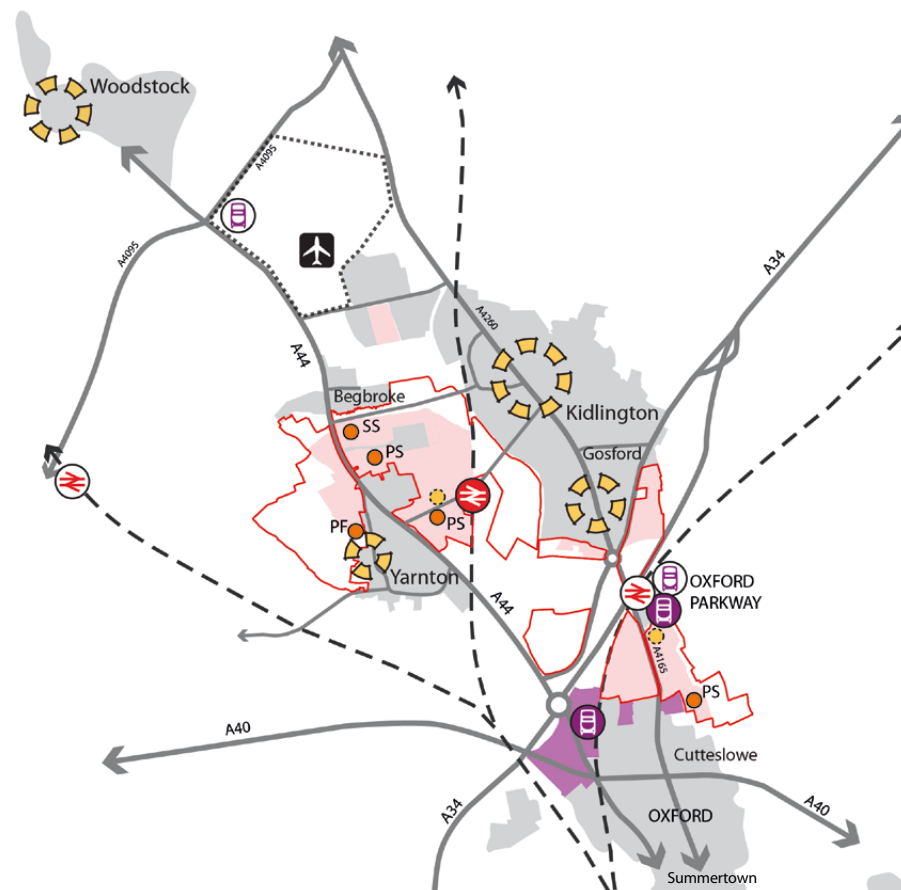 Woodstock
A4095
A4095
A34
A44
A4260
Begbroke
Kidlington
SS
Gosford
PS
PF
PS
Yarnton
OXFORD
PARKWAY
A44
A4165
PS
A40
Cutteslowe
A34
OXFORD
A40
Summertown